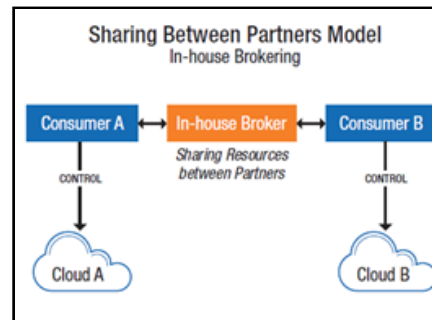 Sharing Between Partners Model
In-house Brokering
Consumer A
In-house Broker
Consumer B
Sharing Resources
between Partners
CONTROL
CONTROL
Cloud A
Cloud B